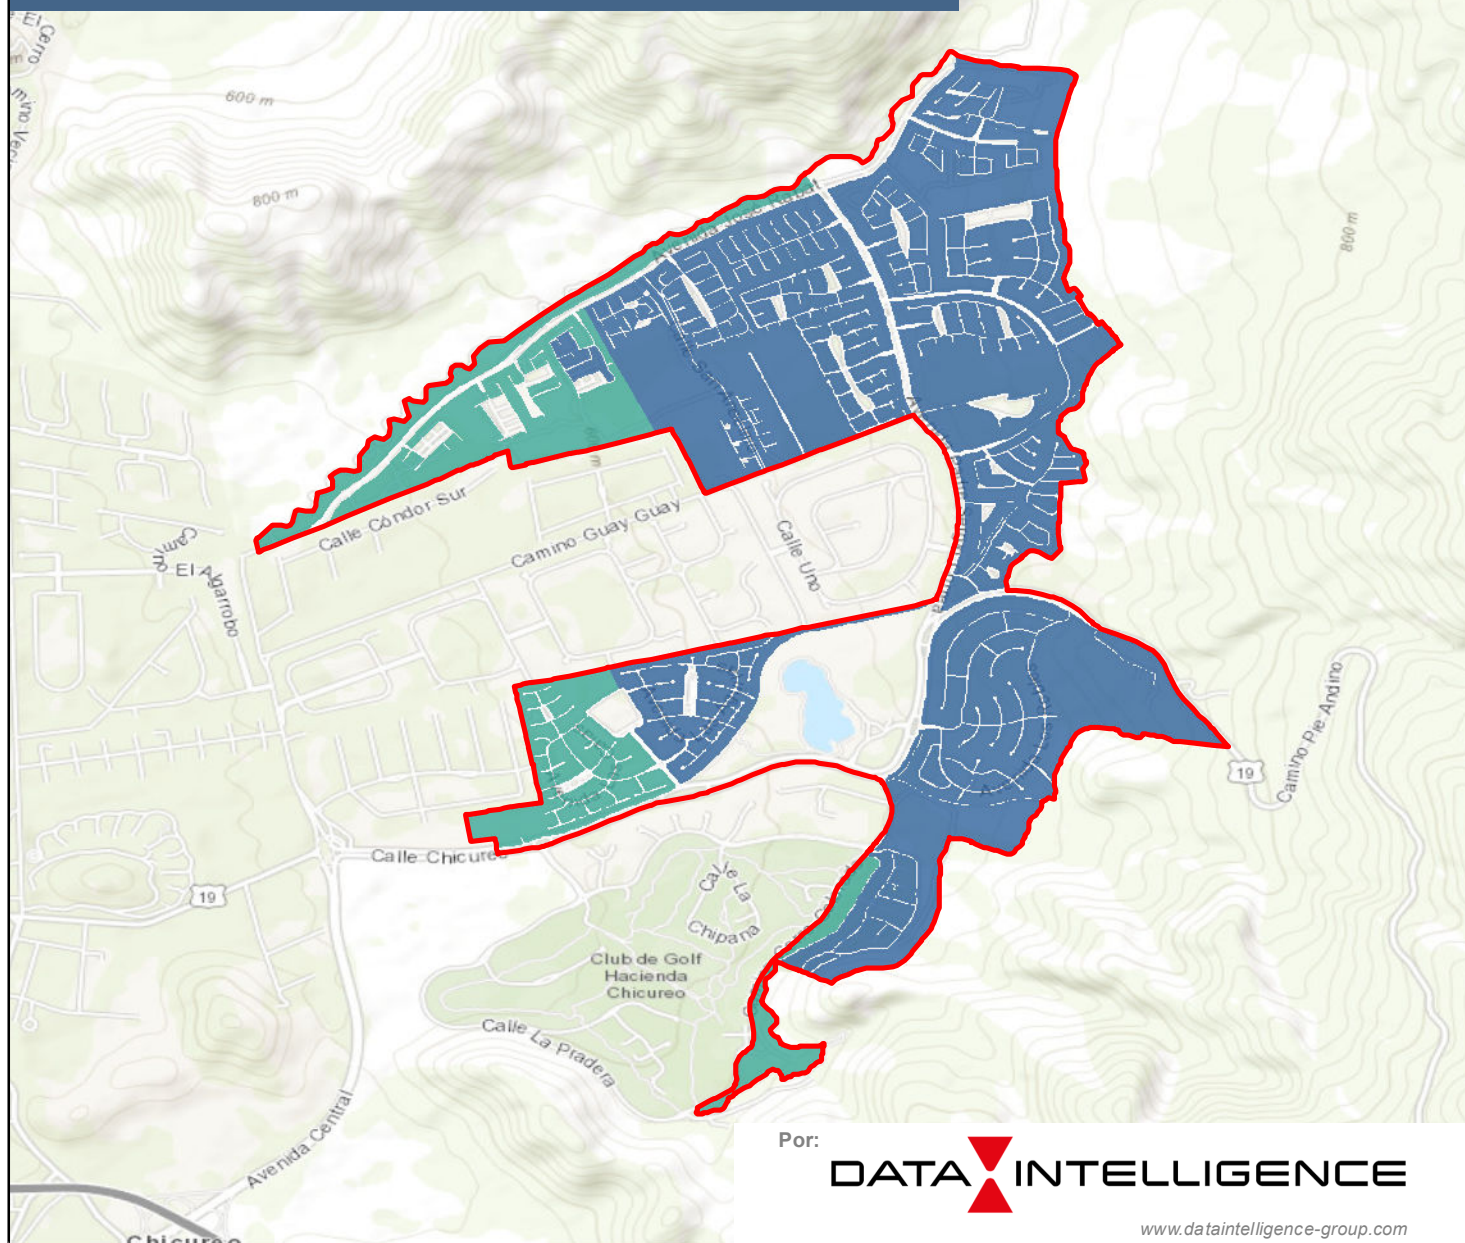 El Cerro
600 m
800 m
800 m
Calle Cóndor Sur
Camino Guay Guay
Calle Uno
Camino El Algarrobo
Camino Pie Andino
19
Calle Chicureo
19
Calle La
Chipana
Club de Golf
Hacienda
Chicureo
Calle La Pradera
Avenida Central
Chicureo
Por:
DATA INTELLIGENCE
www.dataintelligence-group.com